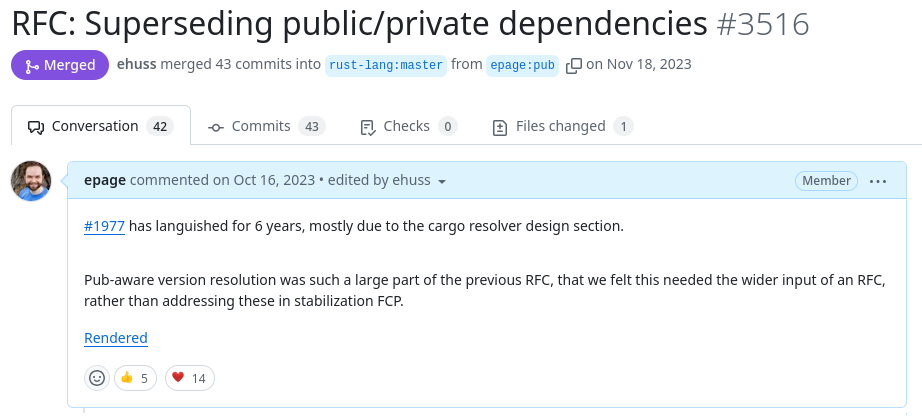 RFC: Superseding public/private dependencies #3516
Merged ehuss merged 43 commits into rust-lang:master from epage:pub on Nov 18, 2023
Conversation 42 Commits 43 Checks 0 Files changed 1
epage commented on Oct 16, 2023 • edited by ehuss Member
#1977 has languished for 6 years, mostly due to the cargo resolver design section.
Pub-aware version resolution was such a large part of the previous RFC, that we felt this needed the wider input of an RFC,
rather than addressing these in stabilization FCP.
Rendered
👍 5 ❤️ 14